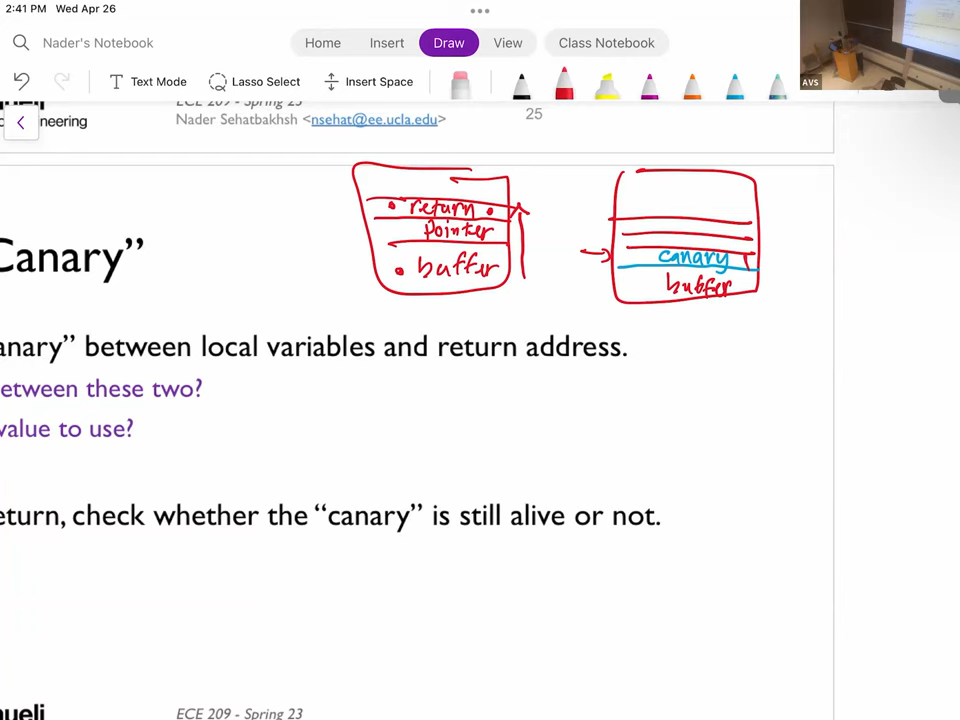 2:41 PM Wed Apr 26
Nader's Notebook
Home Insert Draw View Class Notebook
Text Mode Lasso Select Insert Space
AVS
ueli
ECE 209 - Spring 23
neering
Nader Sehatbakhsh <nsehat@ee.ucla.edu>
25
return
pointer
buffer
canary
buffer
Canary”
anary” between local variables and return address.
etween these two?
value to use?
eturn, check whether the “canary” is still alive or not.
ueli
ECE 209 - Spring 23